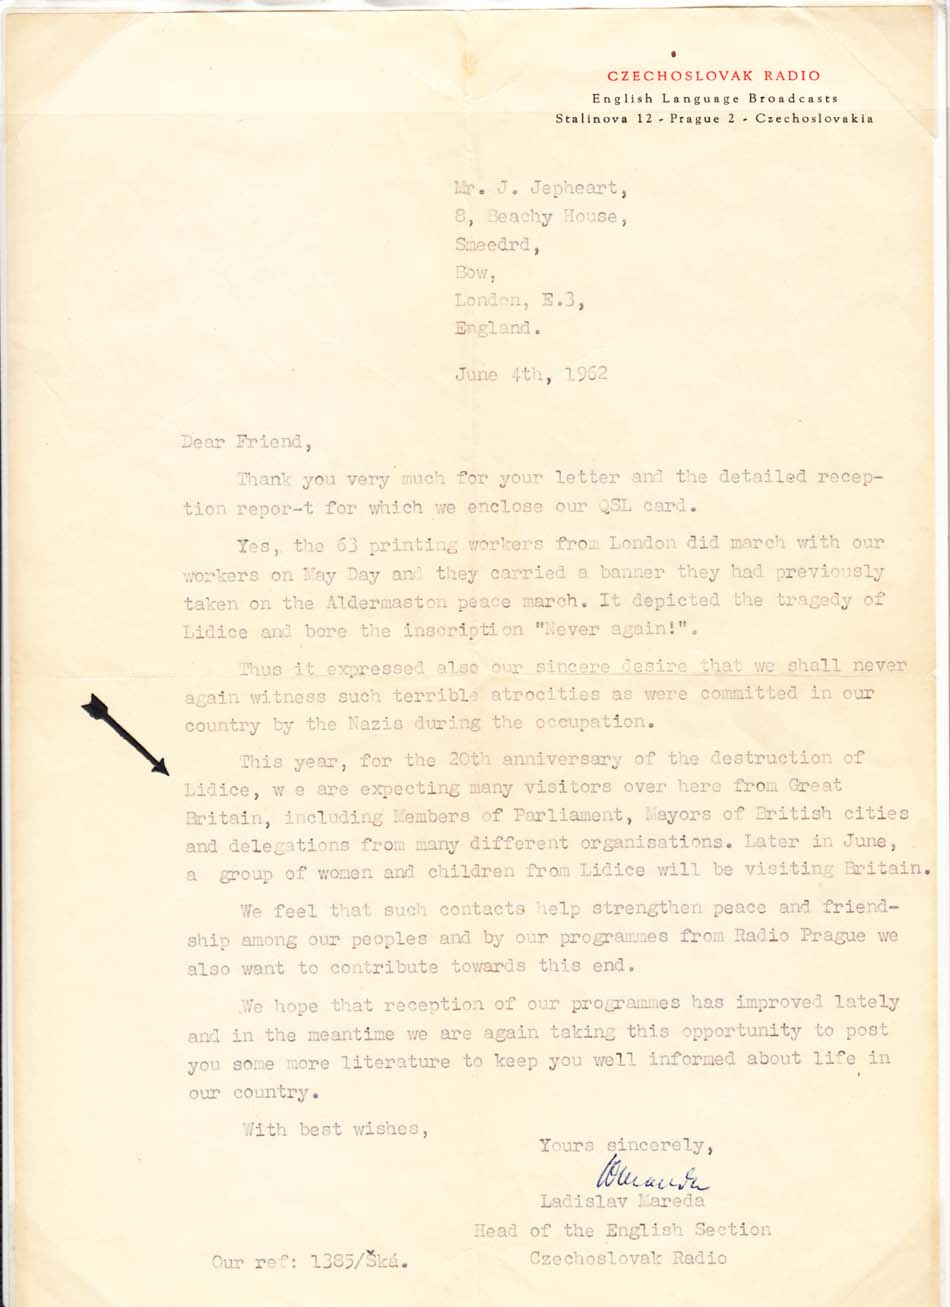 CZECHOSLOVAK RADIO
English Language Broadcasts
Stalinova 12 - Prague 2 - Czechoslovakia
Mr. J. Jepheart,
8, Beachy House,
Smeedrd,
Bow,
London, E.3,
England.
June 4th, 1962
Dear Friend,
Thank you very much for your letter and the detailed recep-
tion repor-t for which we enclose our QSL card.
Yes, the 63 printing workers from London did march with our
workers on May Day and they carried a banner they had previously
taken on the Aldermaston peace march. It depicted the tragedy of
Lidice and bore the inscription "Never again!".
Thus it expressed also our sincere desire that we shall never
again witness such terrible atrocities as were committed in our
country by the Nazis during the occupation.
This year, for the 20th anniversary of the destruction of
Lidice, w e are expecting many visitors over here from Great
Britain, including Members of Parliament, Mayors of British cities
and delegations from many different organisations. Later in June,
a group of women and children from Lidice will be visiting Britain.
We feel that such contacts help strengthen peace and friend-
ship among our peoples and by our programmes from Radio Prague we
also want to contribute towards this end.
We hope that reception of our programmes has improved lately
and in the meantime we are again taking this opportunity to post
you some more literature to keep you well informed about life in
our country.
With best wishes,
Yours sincerely,
Ladislav Mareda
Head of the English Section
Czechoslovak Radio
Our ref: 1385/Šká.